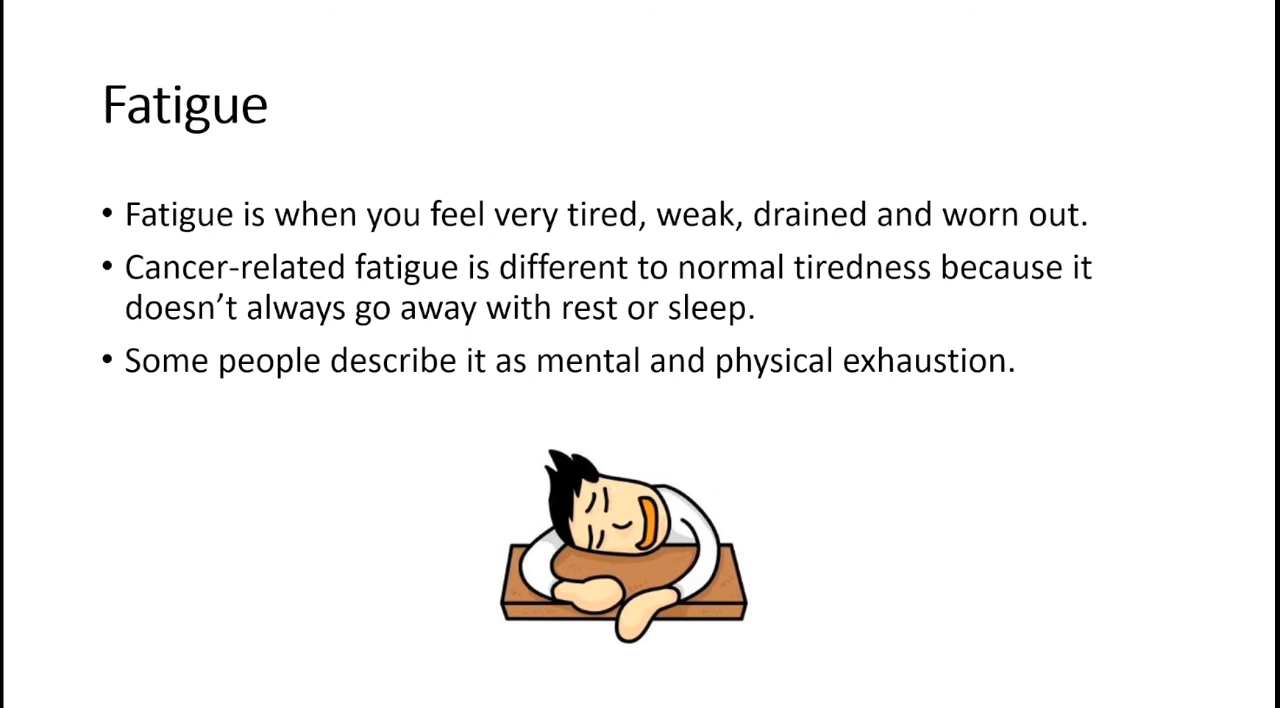 Fatigue
• Fatigue is when you feel very tired, weak, drained and worn out.
• Cancer-related fatigue is different to normal tiredness because it
doesn’t always go away with rest or sleep.
• Some people describe it as mental and physical exhaustion.